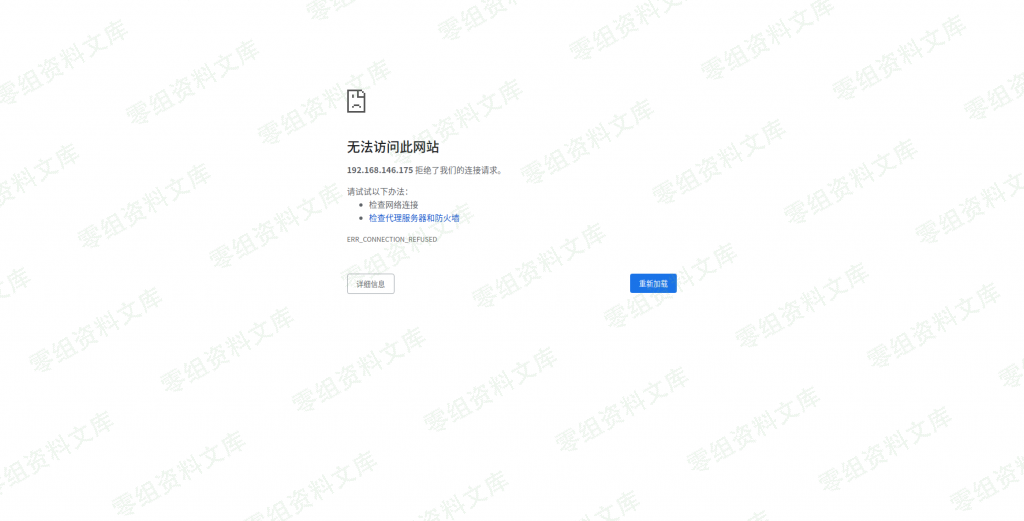 无法访问此网站
192.168.146.175 拒绝了我们的连接请求。
请试试以下办法：
检查网络连接
检查代理服务器和防火墙
ERR_CONNECTION_REFUSED
详细信息
重新加载
零组资料文库